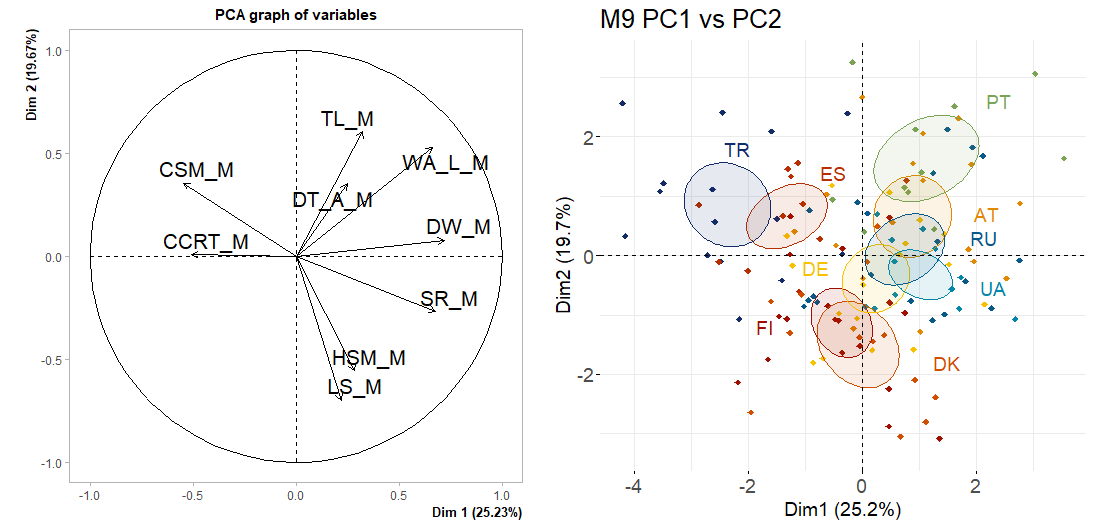 PCA graph of variables
Dim 2 (19.67%)
1.0
0.5
0.0
-0.5
-1.0
TL_M
WA_L_M
CSM_M
DT_A_M
DW_M
CCRT_M
SR_M
HSM_M
LS_M
-1.0 -0.5 0.0 0.5 1.0
Dim 1 (25.23%)
M9 PC1 vs PC2
Dim2 (19.7%)
2
0
-2
PT
TR
ES
AT
RU
DE
UA
FI
DK
-4 -2 0 2
Dim1 (25.2%)